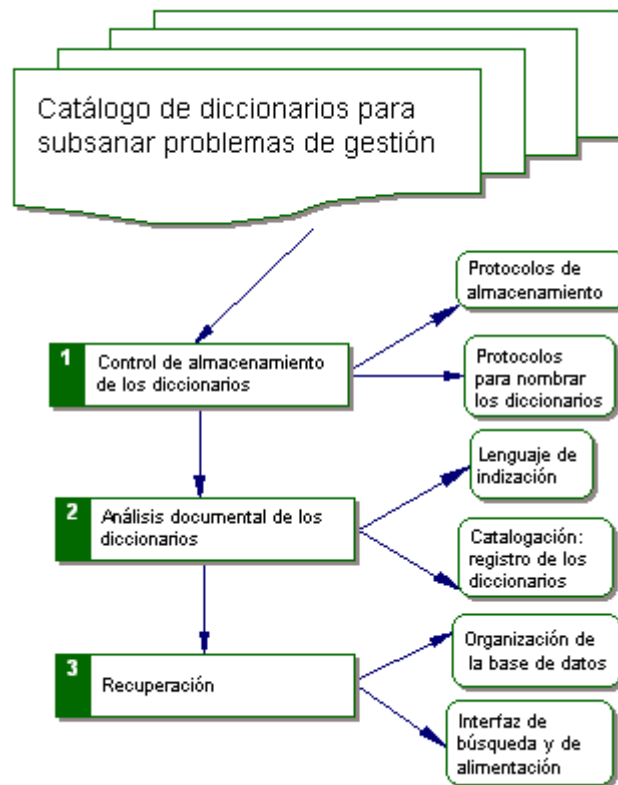 Catálogo de diccionarios para
subsanar problemas de gestión
Protocolos de
almacenamiento
1
Control de almacenamiento
de los diccionarios
Protocolos
para nombrar
los diccionarios
Lenguaje de
indización
2
Análisis documental de los
diccionarios
Catalogación:
registro de los
diccionarios
Organización de
la base de datos
3
Recuperación
Interfaz de
búsqueda y de
alimentación